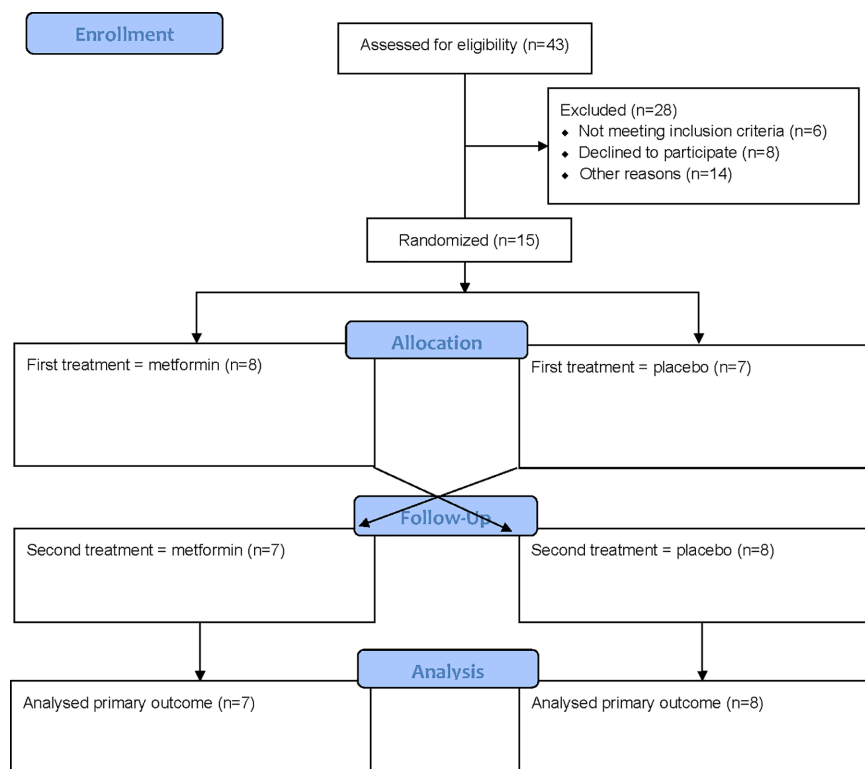 Enrollment
Assessed for eligibility (n=43)
Excluded (n=28)
◆ Not meeting inclusion criteria (n=6)
◆ Declined to participate (n=8)
◆ Other reasons (n=14)
Randomized (n=15)
Allocation
First treatment = metformin (n=8)
First treatment = placebo (n=7)
Follow-Up
Second treatment = metformin (n=7)
Second treatment = placebo (n=8)
Analysis
Analysed primary outcome (n=7)
Analysed primary outcome (n=8)